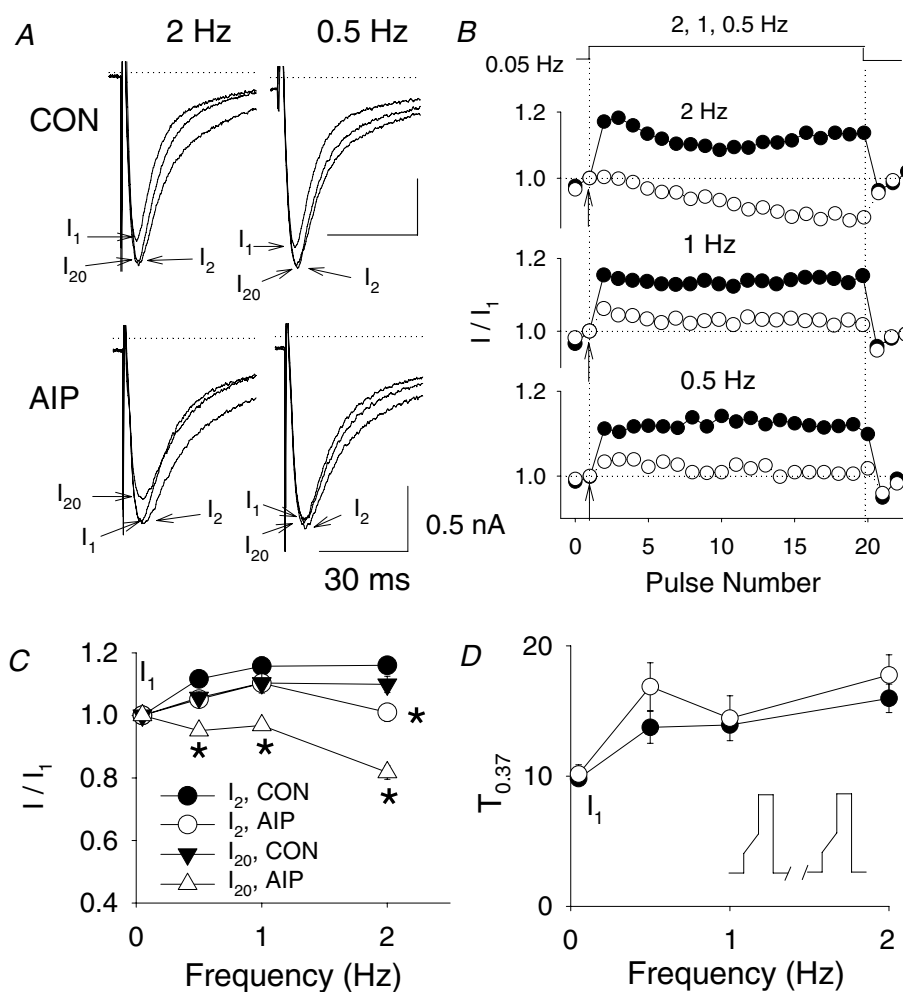 A
2 Hz
0.5 Hz
CON
I1
I20
I2
I1
I20
I2
AIP
I20
I1
I2
I1
I20
I2
0.5 nA
30 ms
B
2, 1, 0.5 Hz
0.05 Hz
1.2
2 Hz
1.0
1.2
1 Hz
1.0
1.2
0.5 Hz
1.0
I / I1
0 5 10 15 20
Pulse Number
C
1.2
1.0
0.8
0.6
0.4
I / I1
I1
*
*
*
*
I2, CON
I2, AIP
I20, CON
I20, AIP
0 1 2
Frequency (Hz)
D
20
10
0
T0.37
I1
0 1 2
Frequency (Hz)